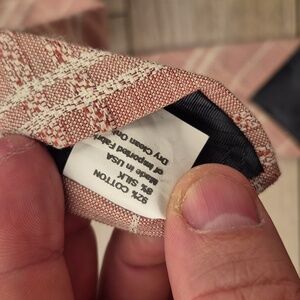 92% COTTON
8% SILK
Made in USA
of Imported Fabric
Dry Clean Only